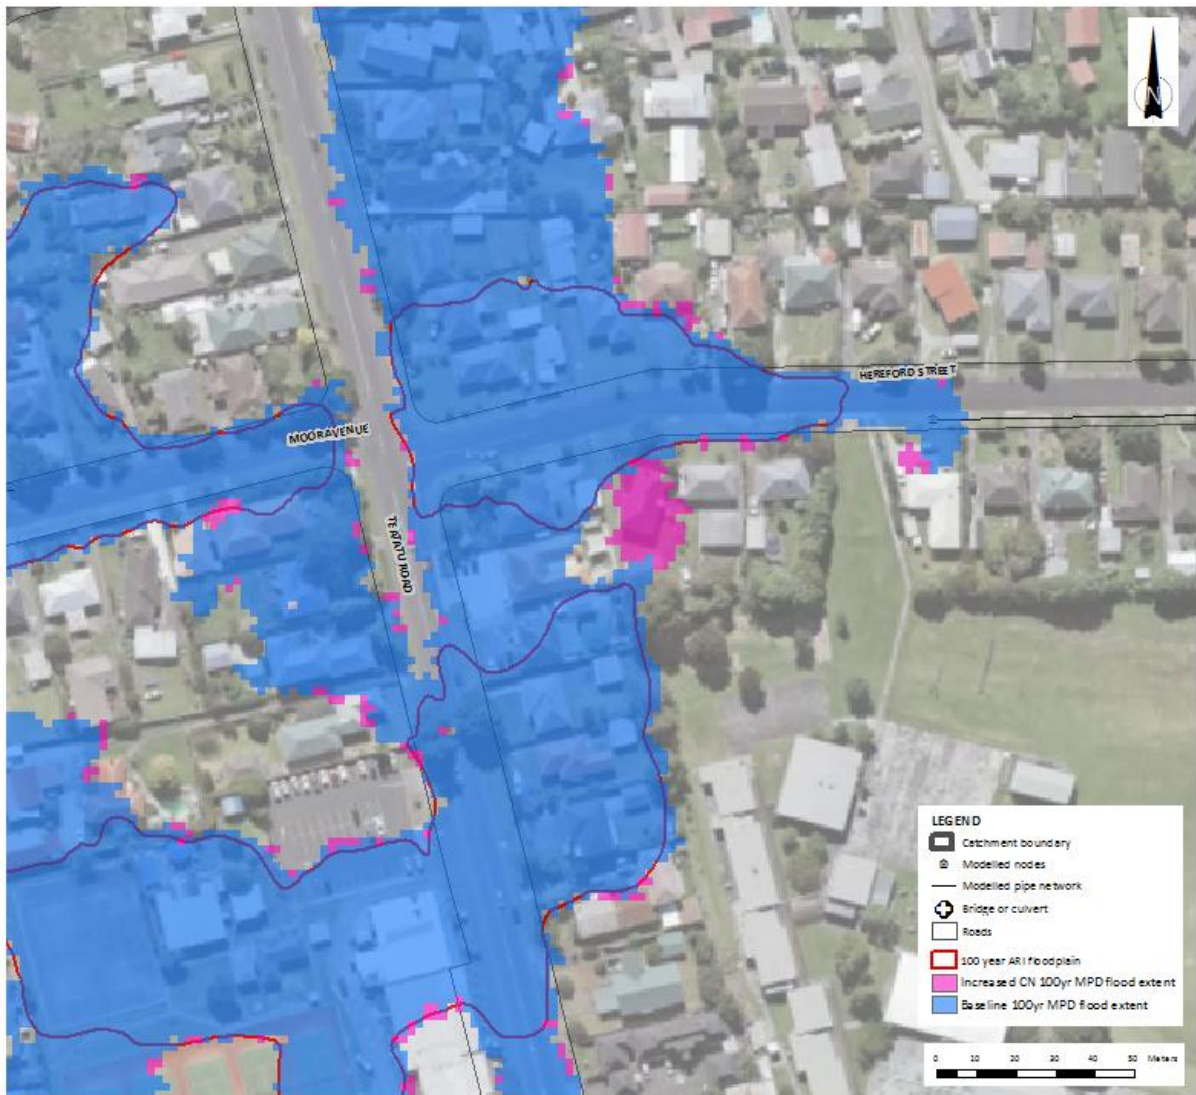 N
HEREFORD STREET
MOORAVENUE
TE ATATU ROAD
LEGEND
Catchment boundary
Modelled nodes
Modelled pipe network
Bridge or culvert
Roads
100 year ARI floodplain
Increased CN 100yr MPD flood extent
Baseline 100yr MPD flood extent
0 10 20 30 40 50 Meters